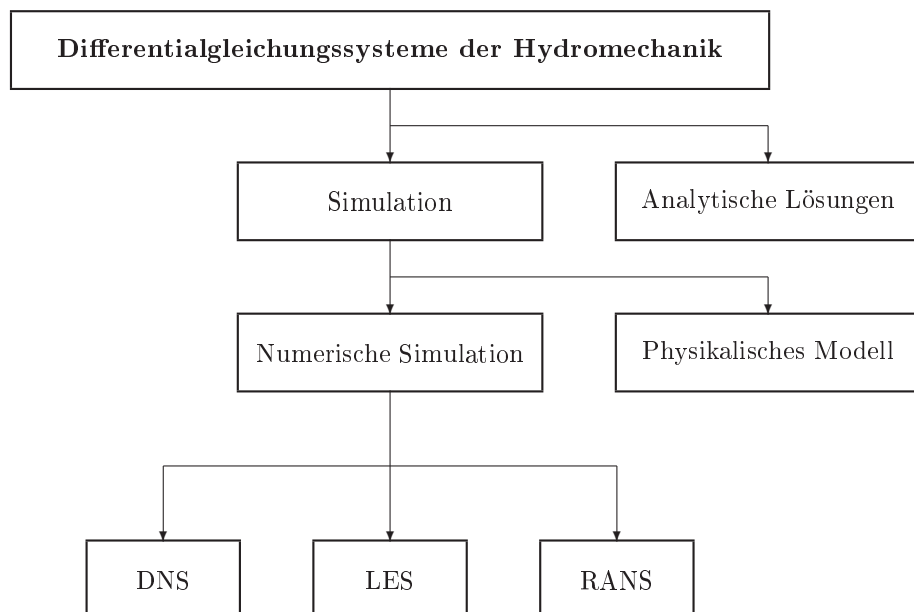 Differentialgleichungssysteme der Hydromechanik
Simulation
Analytische Lösungen
Numerische Simulation
Physikalisches Modell
DNS
LES
RANS